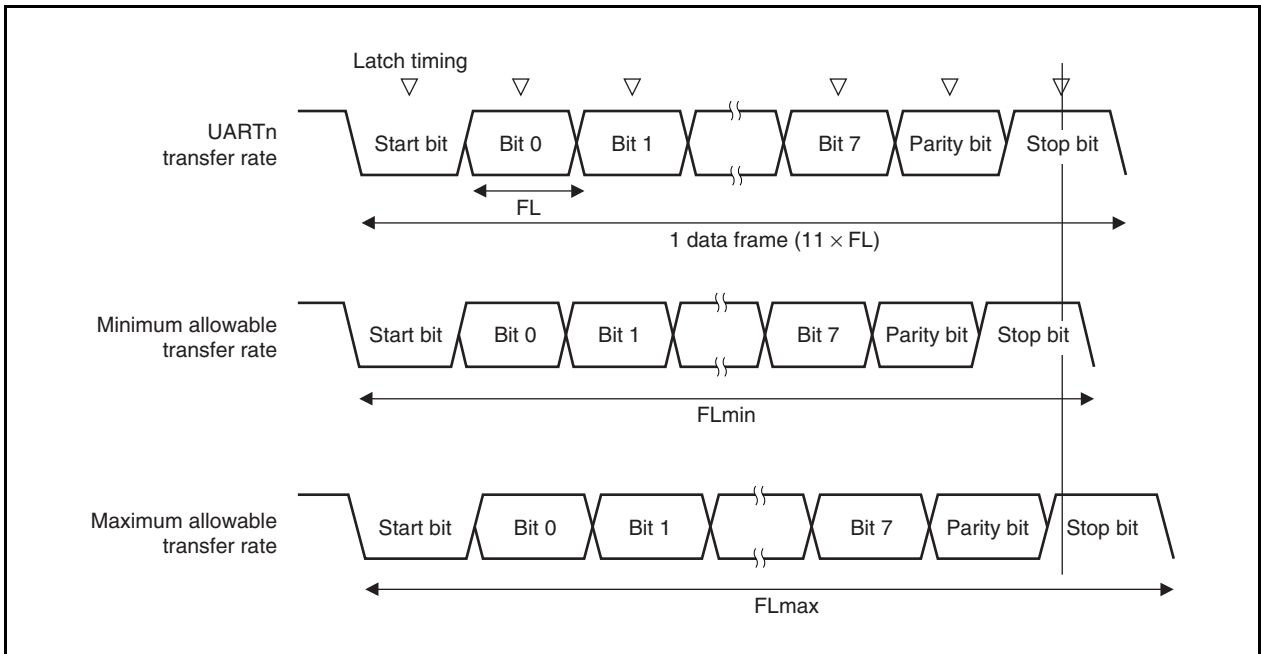 Latch timing
UARTn
transfer rate
Start bit
Bit 0
Bit 1
Bit 7
Parity bit
Stop bit
FL
1 data frame (11 × FL)
Minimum allowable
transfer rate
Start bit
Bit 0
Bit 1
Bit 7
Parity bit
Stop bit
FLmin
Maximum allowable
transfer rate
Start bit
Bit 0
Bit 1
Bit 7
Parity bit
Stop bit
FLmax